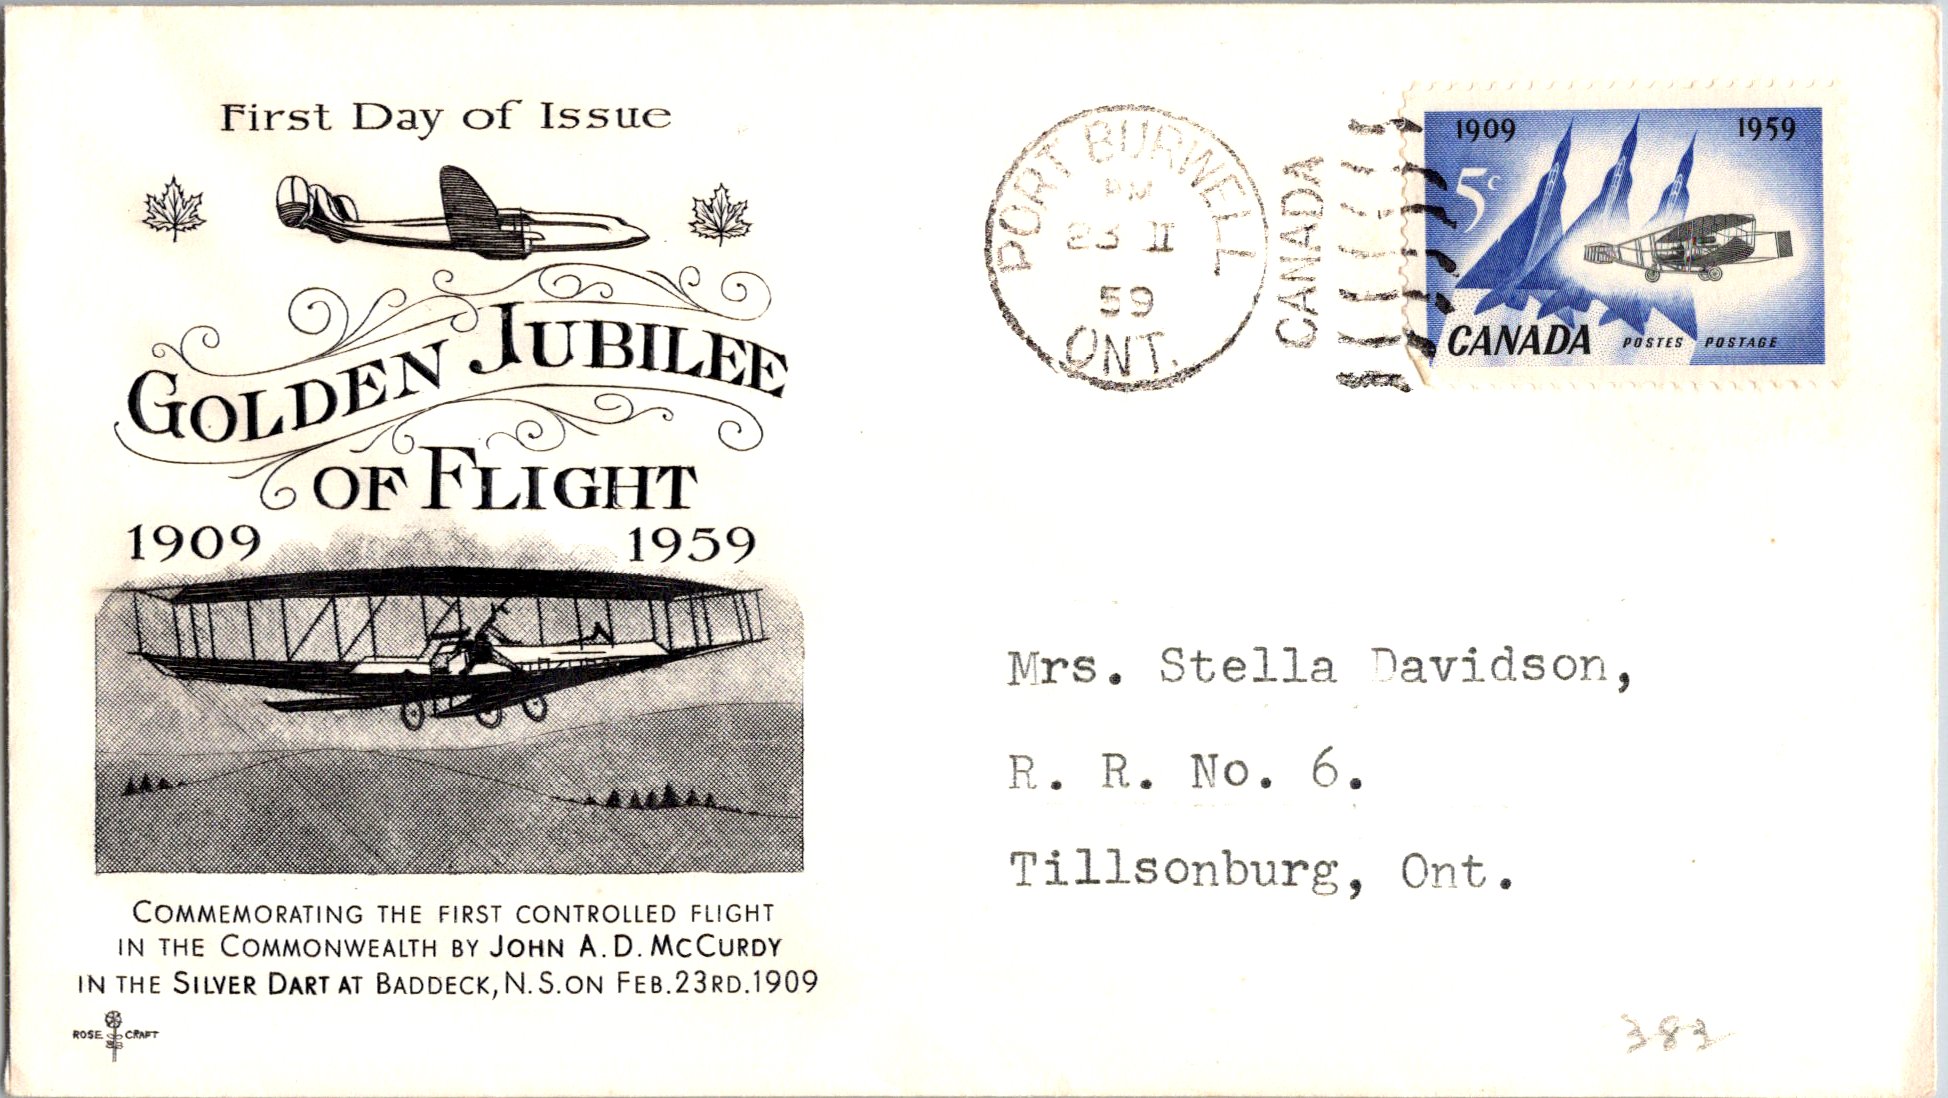 First Day of Issue
GOLDEN JUBILEE
OF FLIGHT
1909 1959
COMMEMORATING THE FIRST CONTROLLED FLIGHT
IN THE COMMONWEALTH BY JOHN A.D. MCCURDY
IN THE SILVER DART AT BADDECK, N.S. ON FEB. 23RD. 1909
ROSE CRAFT
PORT BURWELL
PM
23 II
59
ONT.
CANADA
1909 1959
5c
CANADA POSTES POSTAGE
Mrs. Stella Davidson,
R. R. No. 6.
Tillsonburg, Ont.
383